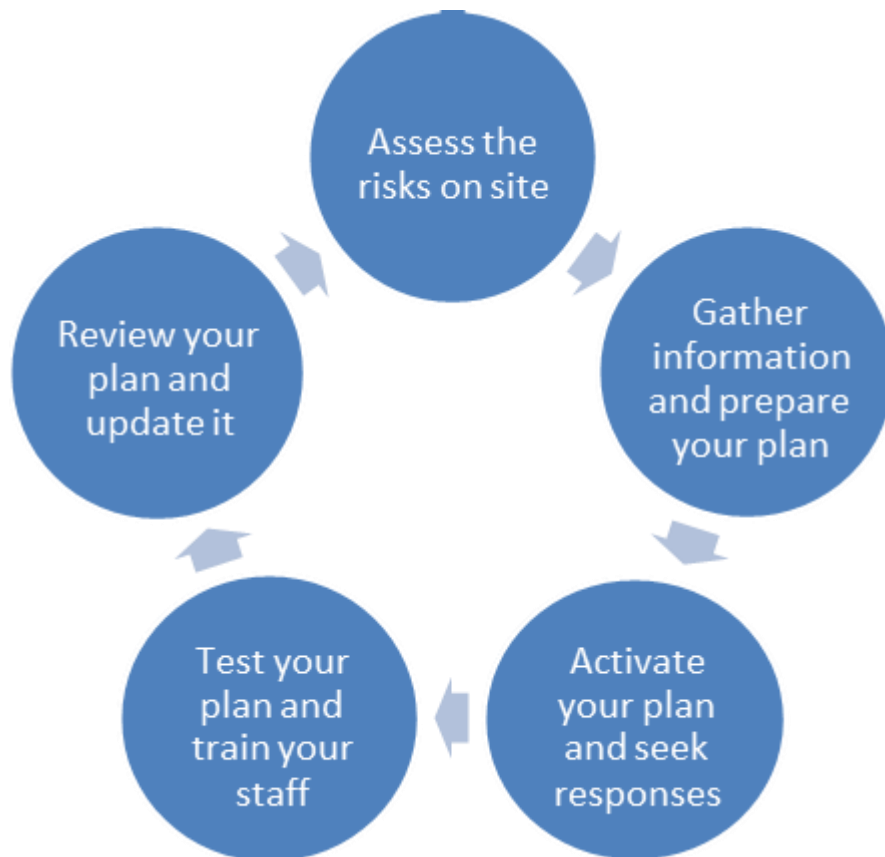 Assess the
risks on site
Gather
information
and prepare
your plan
Activate
your plan
and seek
responses
Test your
plan and
train your
staff
Review your
plan and
update it